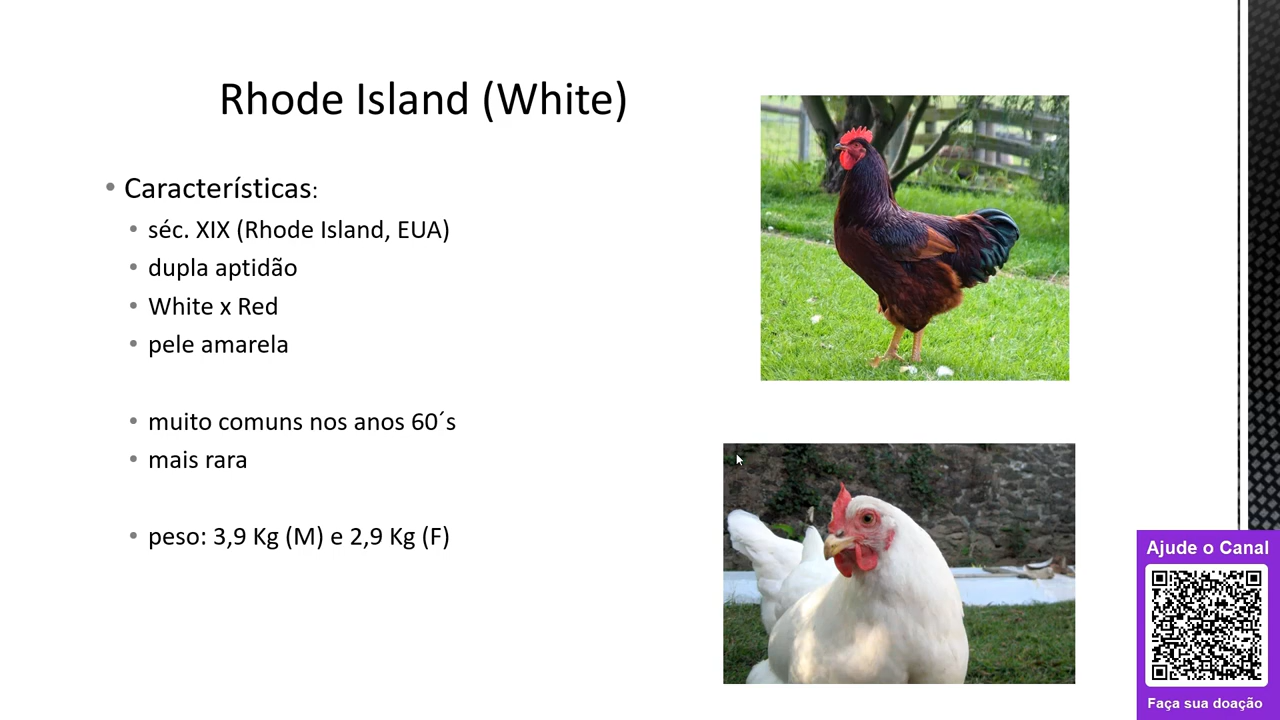 Rhode Island (White)
• Características:
• séc. XIX (Rhode Island, EUA)
• dupla aptidão
• White x Red
• pele amarela
• muito comuns nos anos 60´s
• mais rara
• peso: 3,9 Kg (M) e 2,9 Kg (F)
Ajude o Canal
Faça sua doação